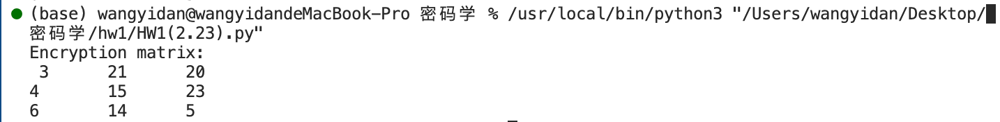 (base) wangyidan@wangyidandeMacBook-Pro 密码学 % /usr/local/bin/python3 "/Users/wangyidan/Desktop/
密码学/hw1/HW1(2.23).py"
Encryption matrix:
3 21 20
4 15 23
6 14 5